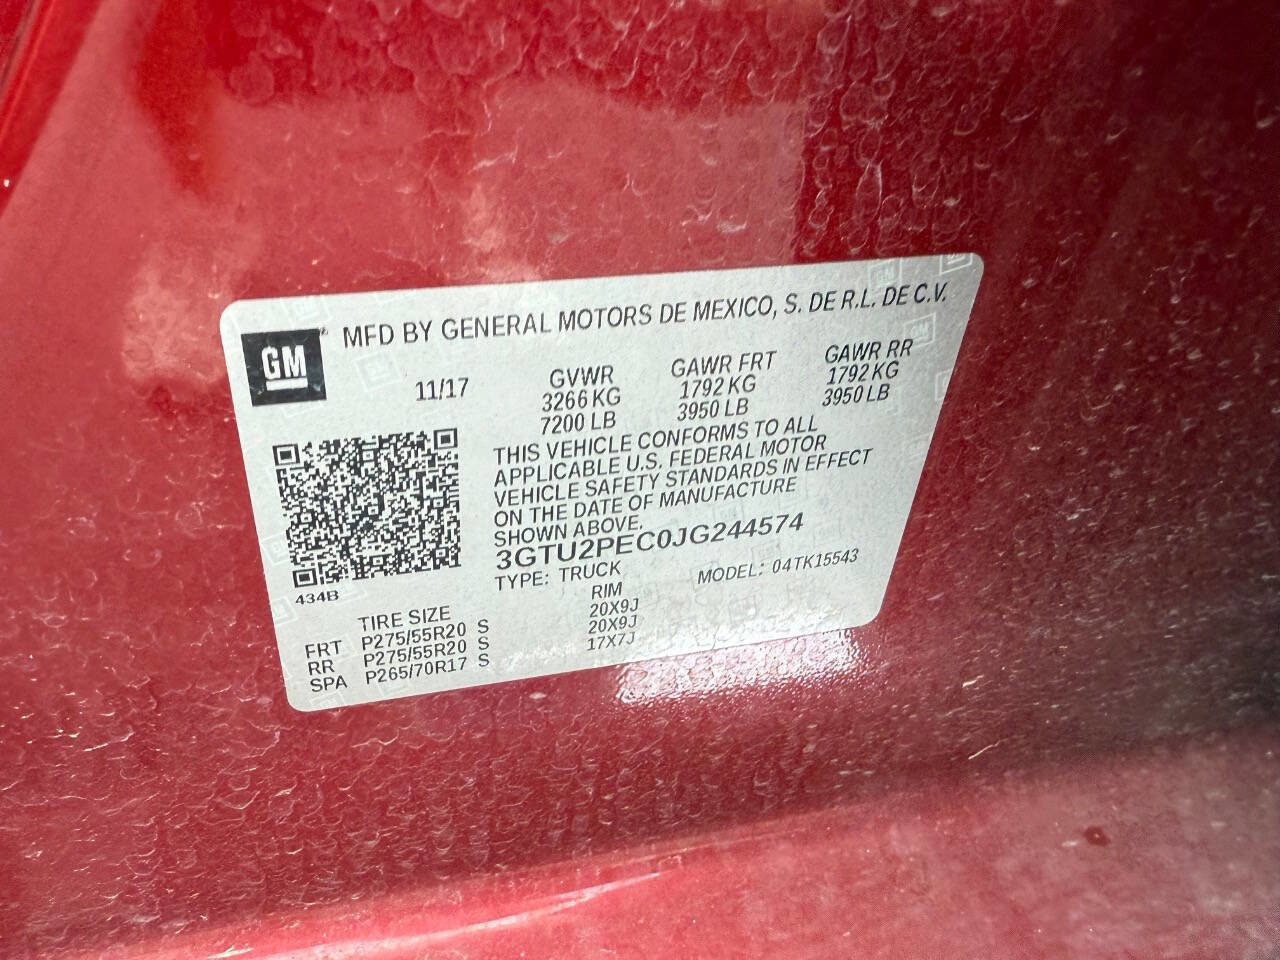 GM
MFD BY GENERAL MOTORS DE MEXICO, S. DE R.L. DE C.V.
11/17
GVWR GAWR FRT GAWR RR
3266 KG 1792 KG 1792 KG
7200 LB 3950 LB 3950 LB
THIS VEHICLE CONFORMS TO ALL
APPLICABLE U.S. FEDERAL MOTOR
VEHICLE SAFETY STANDARDS IN EFFECT
ON THE DATE OF MANUFACTURE
SHOWN ABOVE.
3GTU2PEC0JG244574
TYPE: TRUCK MODEL: 04TK15543
434B
TIRE SIZE RIM
FRT P275/55R20 S 20X9J
RR P275/55R20 S 20X9J
SPA P265/70R17 S 17X7J